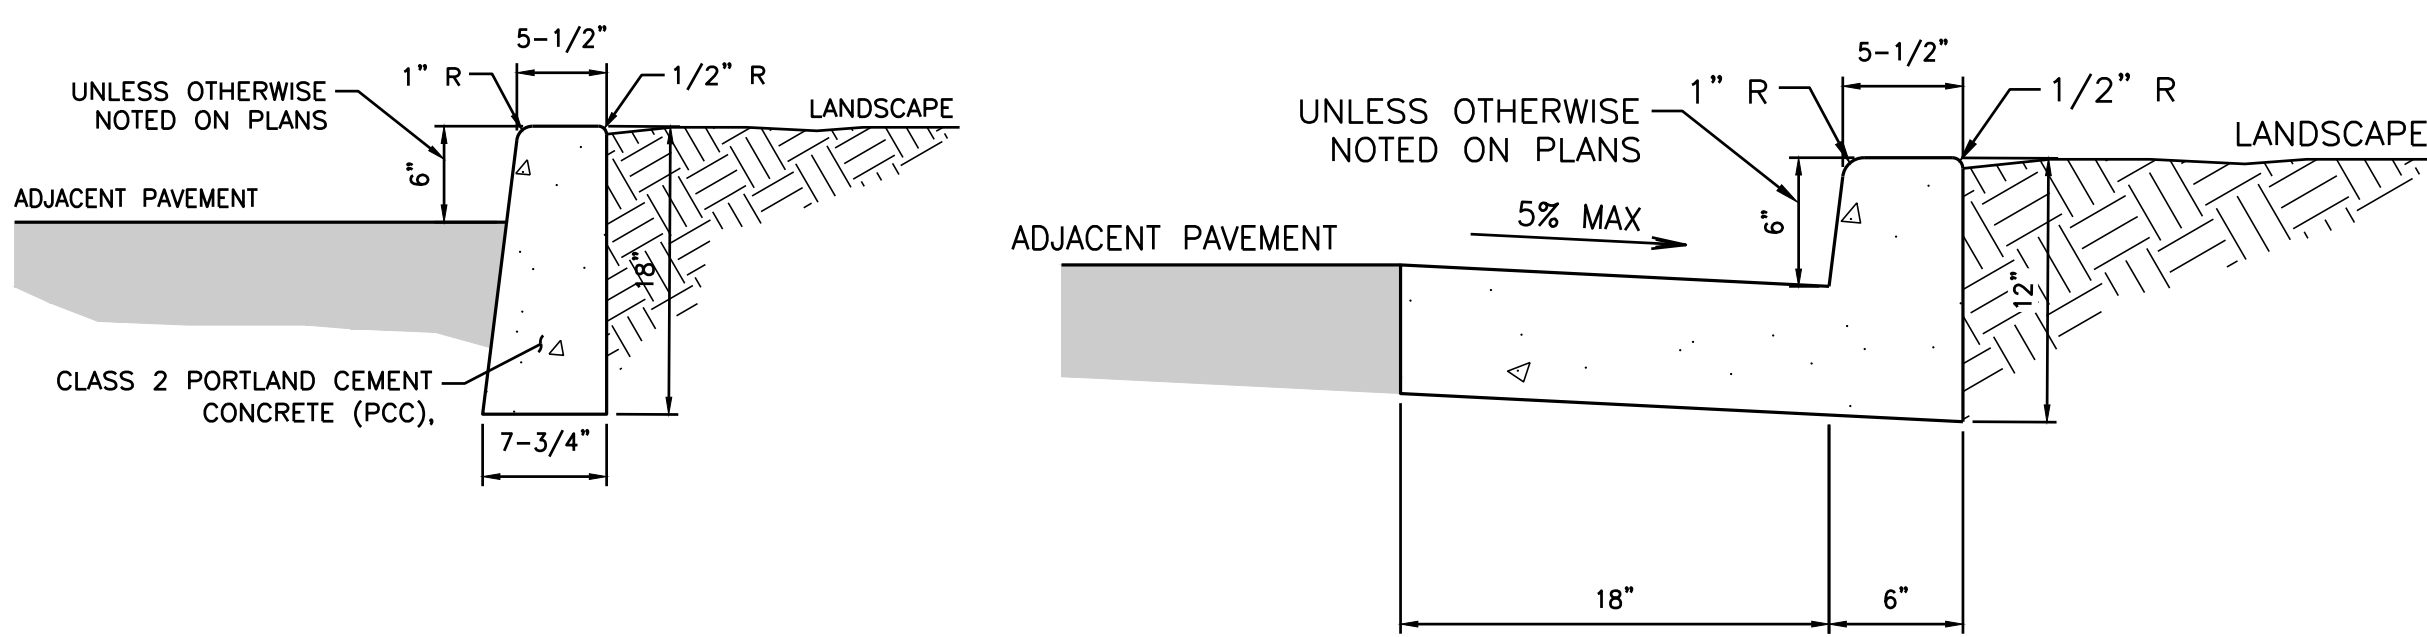 5-1/2"
1" R
1/2" R
UNLESS OTHERWISE
NOTED ON PLANS
LANDSCAPE
6"
ADJACENT PAVEMENT
18"
CLASS 2 PORTLAND CEMENT
CONCRETE (PCC),
7-3/4"
5-1/2"
1" R
1/2" R
UNLESS OTHERWISE
NOTED ON PLANS
LANDSCAPE
6"
5% MAX
ADJACENT PAVEMENT
12"
18"
6"